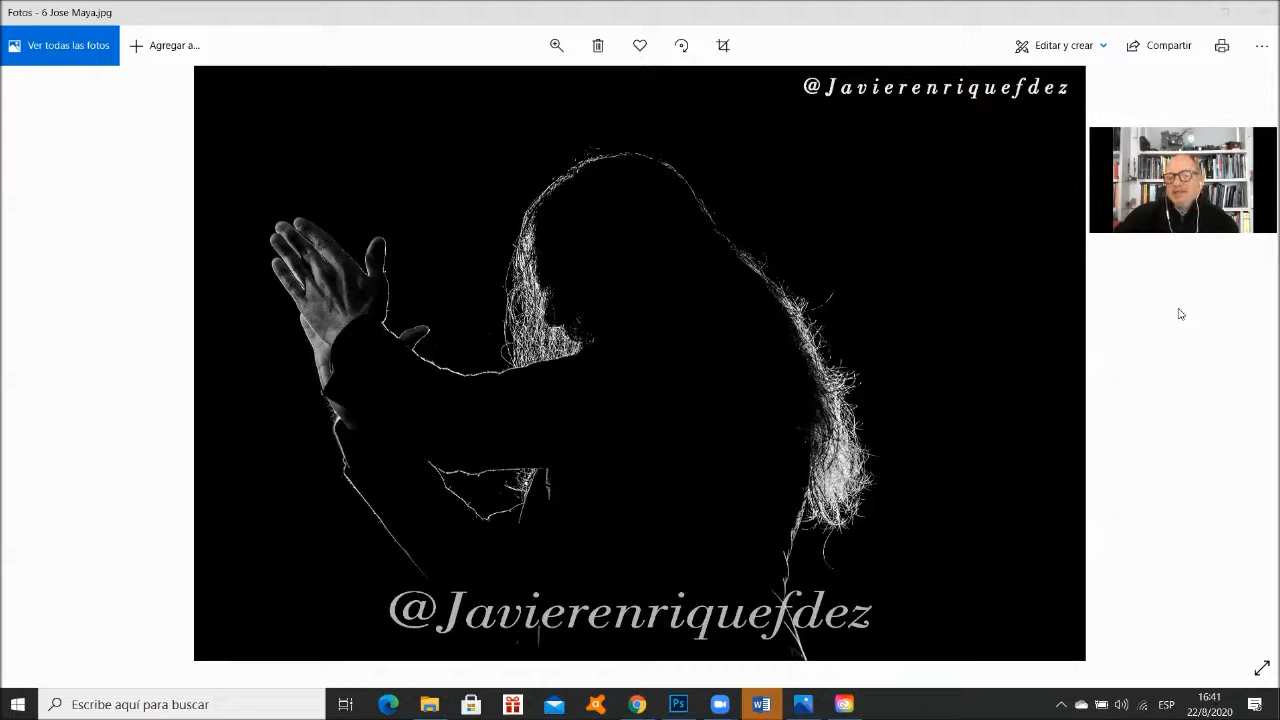 Fotos - 6 Jose Maya.jpg
Ver todas las fotos
Agregar a...
Editar y crear
Compartir
@Javierenriquefdez
@Javierenriquefdez
Escribe aquí para buscar
Ps
W
ESP
16:41
22/8/2020